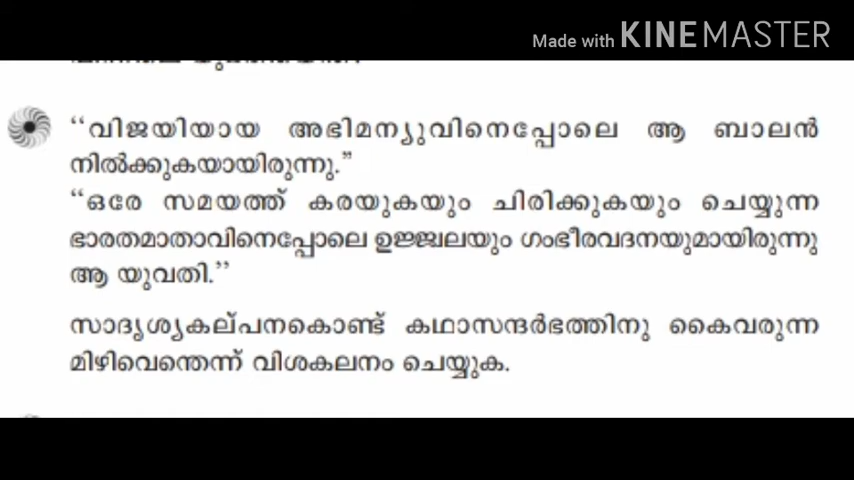 Made with KINEMASTER
“വിജയിയായ അഭിമന്യുവിനെപ്പോലെ ആ ബാലൻ
നിൽക്കുകയായിരുന്നു.”
“ഒരേ സമയത്ത് കരയുകയും ചിരിക്കുകയും ചെയ്യുന്ന
ഭാരതമാതാവിനെപ്പോലെ ഉജ്ജ്വലയും ഗംഭീരവദനയുമായിരുന്നു
ആ യുവതി.”
സാദൃശ്യകല്പനകൊണ്ട് കഥാസന്ദർഭത്തിനു കൈവരുന്ന
മിഴിവെന്തെന്ന് വിശകലനം ചെയ്യുക.